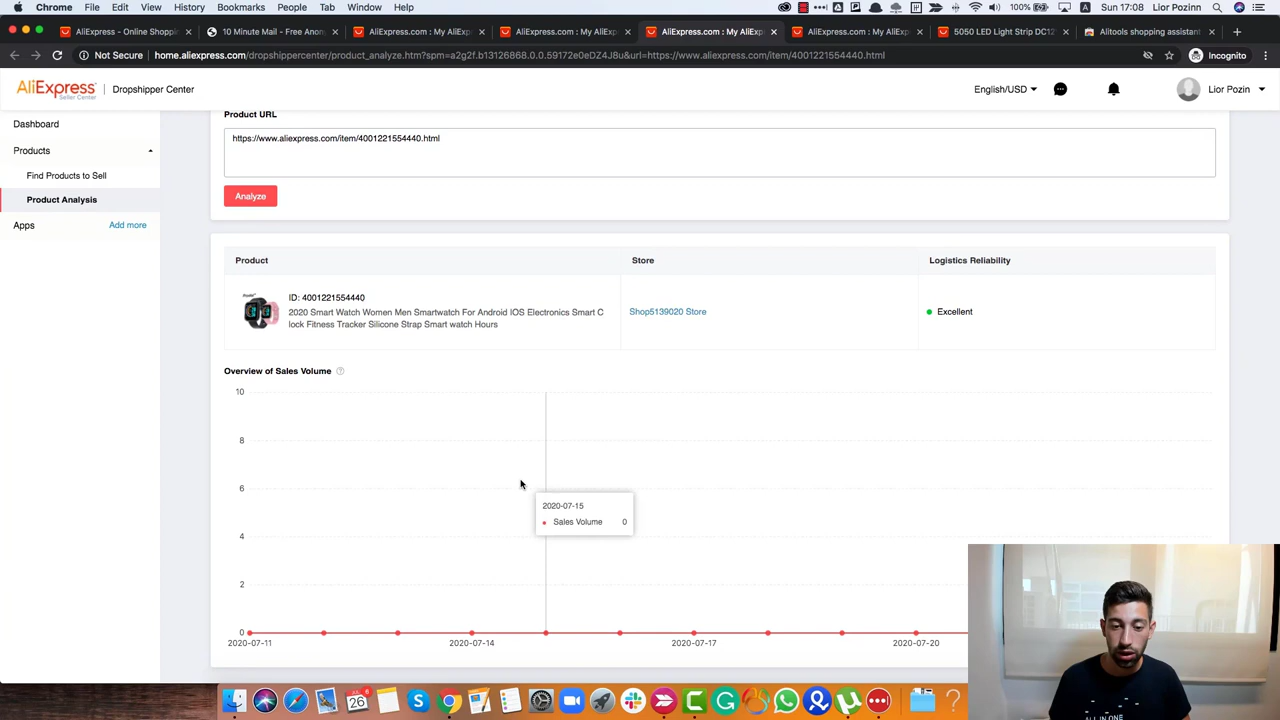 Chrome File Edit View History Bookmarks People Tab Window Help 100% Sun 17:08 Lior Pozinn
AliExpress - Online Shoppi
10 Minute Mail - Free Anon
AliExpress.com : My AliEx
AliExpress.com : My AliExp
AliExpress.com : My AliExp
AliExpress.com : My AliExp
5050 LED Light Strip DC12
Alitools shopping assistant
Not Secure home.aliexpress.com/dropshippercenter/product_analyze.htm?spm=a2g2f.b13126868.0.0.59172e0eDZ4J8u&url=https://www.aliexpress.com/item/4001221554440.html Incognito
AliExpress Seller Center Dropshipper Center English/USD Lior Pozin
Dashboard
Products
Find Products to Sell
Product Analysis
Apps Add more
Product URL
https://www.aliexpress.com/item/4001221554440.html
Analyze
Product Store Logistics Reliability
ID: 4001221554440
2020 Smart Watch Women Men Smartwatch For Android IOS Electronics Smart C
lock Fitness Tracker Silicone Strap Smart watch Hours
Shop5139020 Store
Excellent
Overview of Sales Volume
10
8
6
4
2
0
2020-07-15
Sales Volume 0
2020-07-11 2020-07-14 2020-07-17 2020-07-20
26
ALL IN ONE